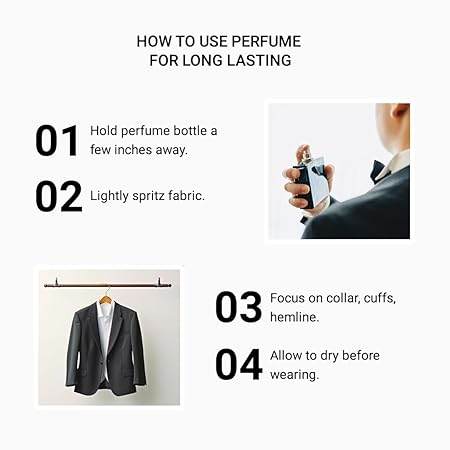 HOW TO USE PERFUME
FOR LONG LASTING
01
Hold perfume bottle a
few inches away.
02
Lightly spritz fabric.
03
Focus on collar, cuffs,
hemline.
04
Allow to dry before
wearing.